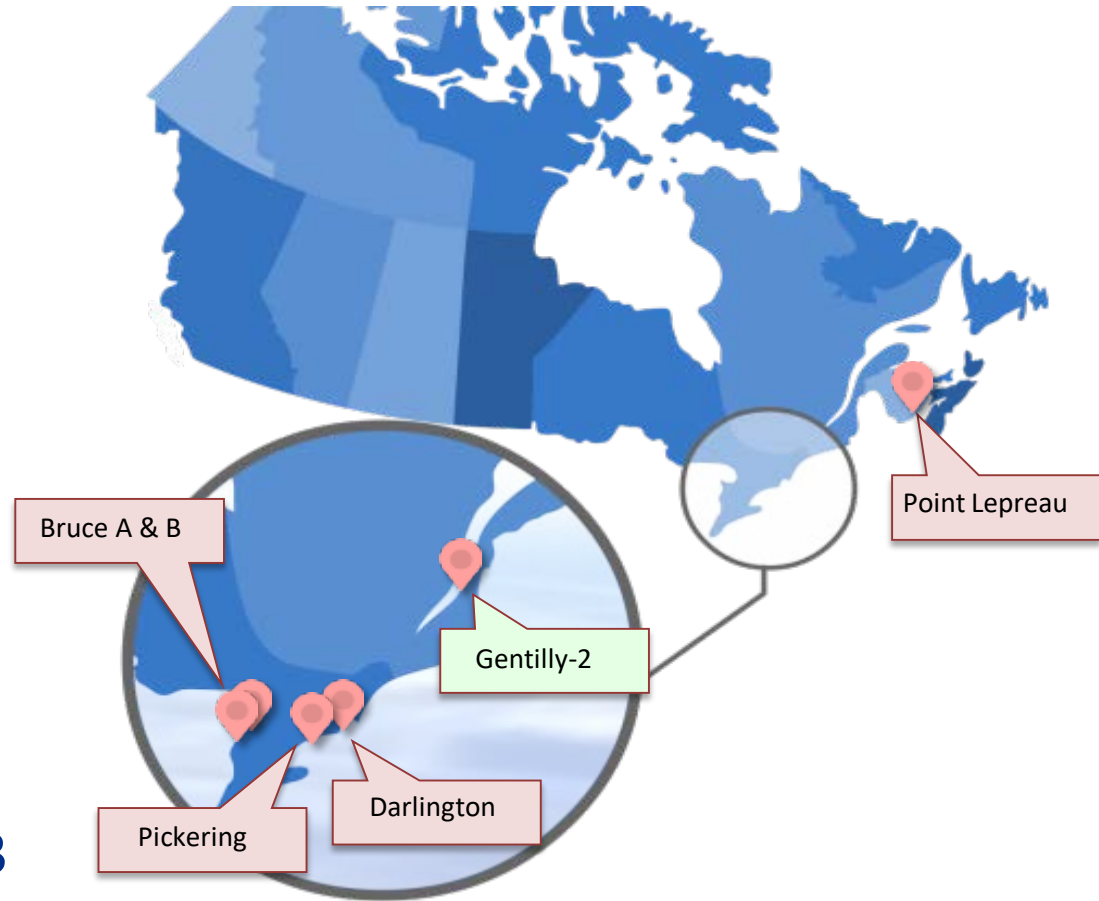 Point Lepreau
Bruce A & B
Gentilly-2
Darlington
Pickering